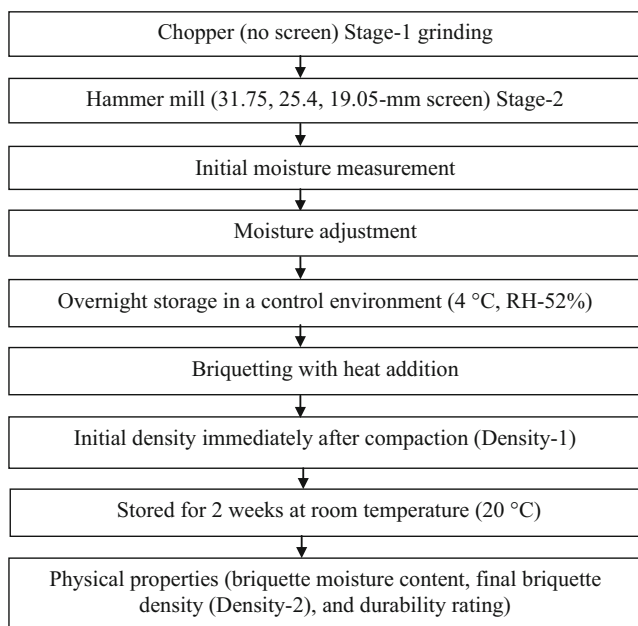 Chopper (no screen) Stage-1 grinding
Hammer mill (31.75, 25.4, 19.05-mm screen) Stage-2
Initial moisture measurement
Moisture adjustment
Overnight storage in a control environment (4 °C, RH-52%)
Briquetting with heat addition
Initial density immediately after compaction (Density-1)
Stored for 2 weeks at room temperature (20 °C)
Physical properties (briquette moisture content, final briquette
density (Density-2), and durability rating)